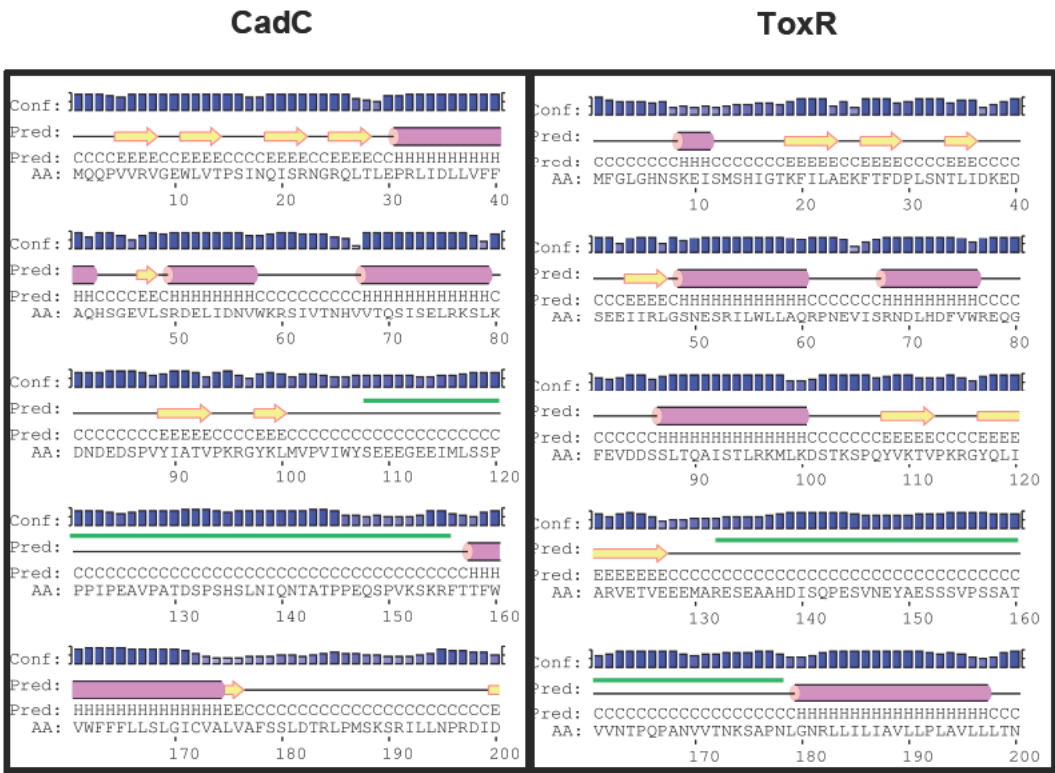 CadC
Conf:
Pred:
Pred: CCCCEEEECCEEEECCCCEEEECCEEEECCHHHHHHHHHH
AA: MQQPVVRVGEWLVTPSINQISRNGRQLTLEPRLIDLLVFF
10 20 30 40
Conf:
Pred:
Pred: HHCCCCEECHHHHHHHHCCCCCCCCCCHHHHHHHHHHHHC
AA: AQHSGEVLSRDELIDNVWKRSIVTNHVVTQSISELRKSLK
50 60 70 80
Conf:
Pred:
Pred: CCCCCCCCEEEEECCCCEEECCCCCCCCCCCCCCCCCCCC
AA: DNDEDSPVYIATVPKRGYKLMVPVIWYSEEEGEEIMLSSP
90 100 110 120
Conf:
Pred:
Pred: CCCCCCCCCCCCCCCCCCCCCCCCCCCCCCCCCCCCCHHH
AA: PPIPEAVPATDSPSHSLNIQNTATPPEQSPVKSKRFTTFW
130 140 150 160
Conf:
Pred:
Pred: HHHHHHHHHHHHHHEECCCCCCCCCCCCCCCCCCCCCCCE
AA: VWFFFLLSLGICVALVAFSSLDTRLPMSKSRILLNPRDID
170 180 190 200
ToxR
Conf:
Pred:
Pred: CCCCCCCCHHHCCCCCCCEEEEECCEEEECCCCEEECCCC
AA: MFGLGHNSKEISMSHIGTKFILAEKFTFDPLSNTLIDKED
10 20 30 40
Conf:
Pred:
Pred: CCCEEEECHHHHHHHHHHHHCCCCCCCHHHHHHHHHCCCC
AA: SEEIIRLGSNESRILWLLAQRPNEVISRNDLHDFVWREQG
50 60 70 80
Conf:
Pred:
Pred: CCCCCCHHHHHHHHHHHHHHCCCCCCCEEEEECCCCEEEE
AA: FEVDDSSLTQAISTLRKMLKDSTKSPQYVKTVPKRGYQLI
90 100 110 120
Conf:
Pred:
Pred: EEEEEEECCCCCCCCCCCCCCCCCCCCCCCCCCCCCCCCC
AA: ARVETVEEEMARESEAAHDISQPESVNEYAESSSVPSSAT
130 140 150 160
Conf:
Pred:
Pred: CCCCCCCCCCCCCCCCCCCHHHHHHHHHHHHHHHHHHCCC
AA: VVNTPQPANVVTNKSAPNLGNRLLILIAVLLPLAVLLLTN
170 180 190 200